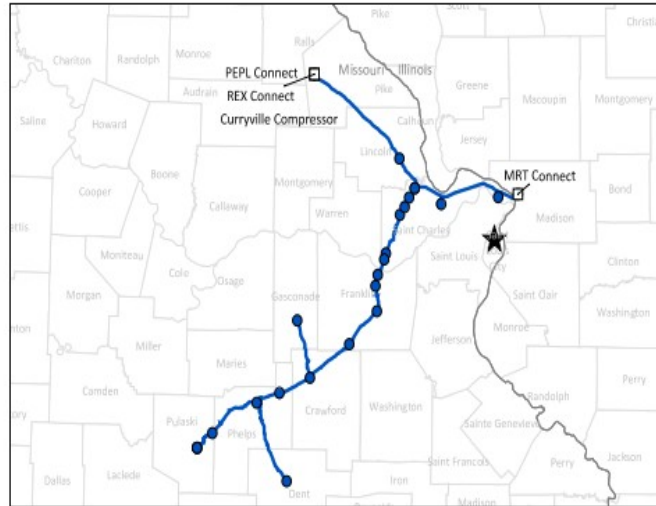 Pike
Scott
Christian
Ralls
Monroe
Randolph
Chariton
PEPL Connect
Missouri
Illinois
Pike
Greene
Macoupin
Montgomery
Audrain
REX Connect
Saline
Howard
Curryville Compressor
Calhoun
Jersey
Lincoln
Boone
MRT Connect
Cooper
Callaway
Montgomery
Warren
Bond
Madison
Saint Charles
Moniteau
Cole
Osage
Saint Louis
City
Clinton
Morgan
Gasconade
Franklin
Saint Clair
Washington
Miller
Jefferson
Monroe
Maries
Camden
Randolph
Perry
Pulaski
Phelps
Crawford
Washington
Sainte Genevieve
Saint Francois
Perry
Jackson
Dallas
Laclede
Dent
Iron
Madison
Union